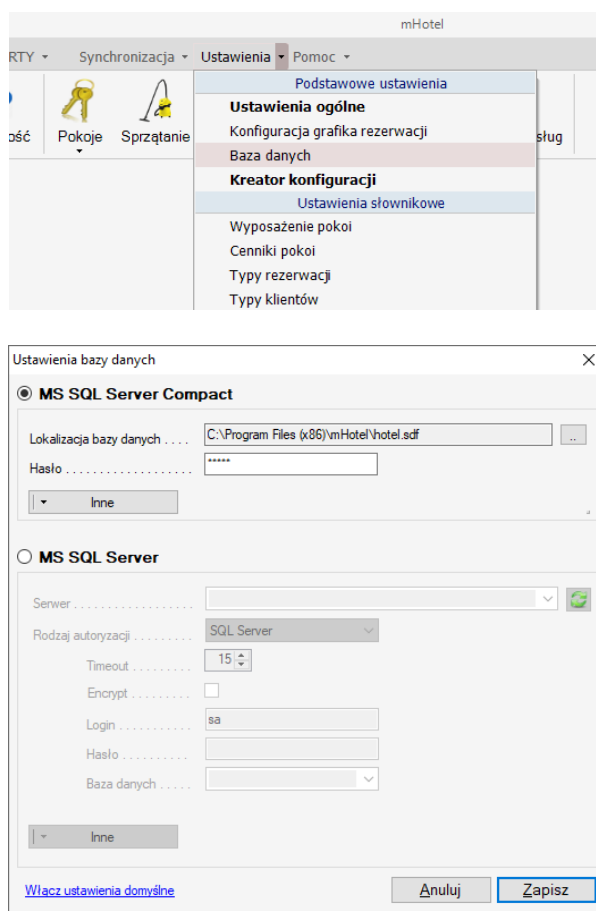 mHotel
RTY Synchronizacja Ustawienia Pomoc
ość Pokoje Sprzątanie sług
Podstawowe ustawienia
Ustawienia ogólne
Konfiguracja grafika rezerwacji
Baza danych
Kreator konfiguracji
Ustawienia słownikowe
Wyposażenie pokoi
Cenniki pokoi
Typy rezerwacji
Typy klientów
Ustawienia bazy danych
MS SQL Server Compact
Lokalizacja bazy danych . . . . C:\Program Files (x86)\mHotel\hotel.sdf ..
Hasło . . . . . . . . . . . . . . . . . . . *****
Inne
MS SQL Server
Serwer . . . . . . . . . . . . . . . . . .
Rodzaj autoryzacji . . . . . . . . . SQL Server
Timeout . . . . . . . . . 15
Encrypt . . . . . . . . .
Login . . . . . . . . . . . sa
Hasło . . . . . . . . . . .
Baza danych . . . . .
Inne
Włącz ustawienia domyślne Anuluj Zapisz